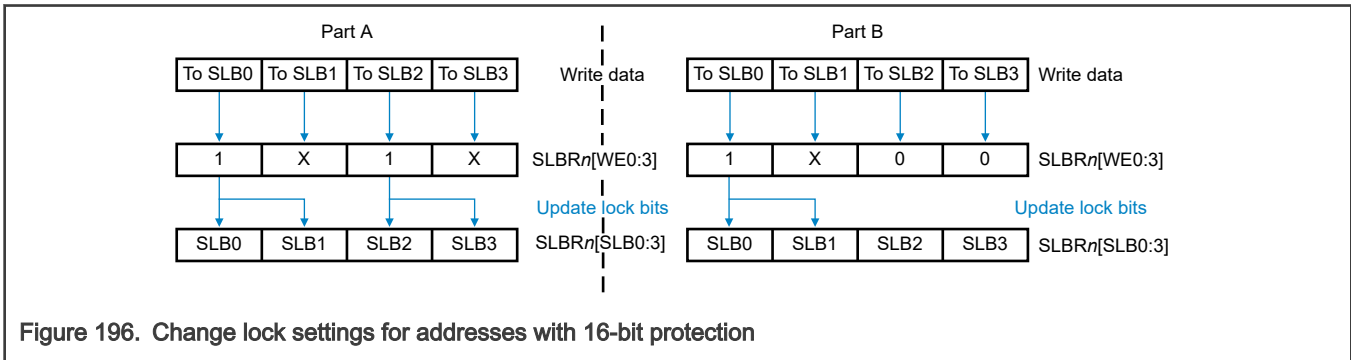 Part A
To SLB0 To SLB1 To SLB2 To SLB3 Write data
1 X 1 X SLBRn[WE0:3]
Update lock bits
SLB0 SLB1 SLB2 SLB3 SLBRn[SLB0:3]
Part B
To SLB0 To SLB1 To SLB2 To SLB3 Write data
1 X 0 0 SLBRn[WE0:3]
Update lock bits
SLB0 SLB1 SLB2 SLB3 SLBRn[SLB0:3]
Figure 196. Change lock settings for addresses with 16-bit protection